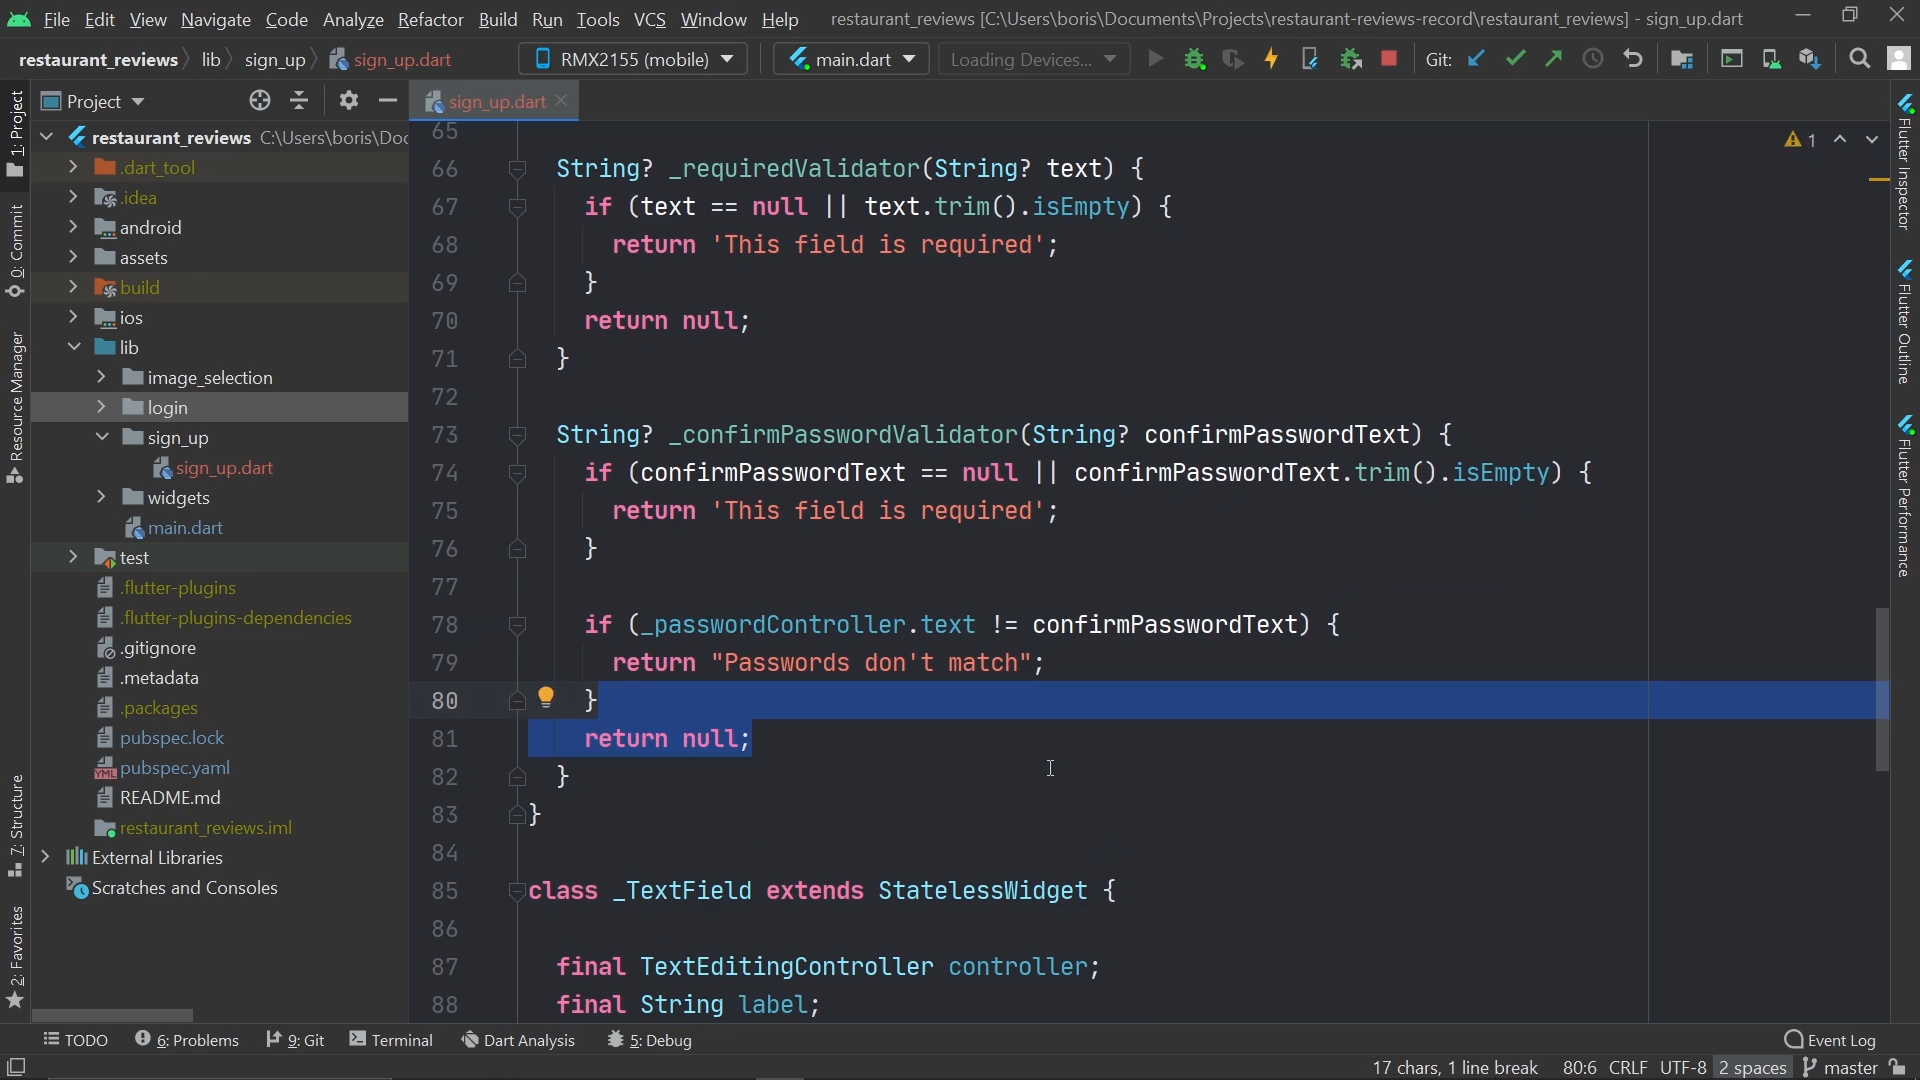 File Edit View Navigate Code Analyze Refactor Build Run Tools VCS Window Help restaurant_reviews [C:\Users\boris\Documents\Projects\restaurant-reviews-record\restaurant_reviews] - sign_up.dart
restaurant_reviews lib sign_up sign_up.dart RMX2155 (mobile) main.dart Loading Devices... Git:
Project sign_up.dart
restaurant_reviews C:\Users\boris\Doc
.dart_tool
.idea
android
assets
build
ios
lib
image_selection
login
sign_up
sign_up.dart
widgets
main.dart
test
.flutter-plugins
.flutter-plugins-dependencies
.gitignore
.metadata
.packages
pubspec.lock
pubspec.yaml
README.md
restaurant_reviews.iml
External Libraries
Scratches and Consoles
1: Project
0: Commit
Resource Manager
7: Structure
2: Favorites
65
66 String? _requiredValidator(String? text) {
67 if (text == null || text.trim().isEmpty) {
68 return 'This field is required';
69 }
70 return null;
71 }
72
73 String? _confirmPasswordValidator(String? confirmPasswordText) {
74 if (confirmPasswordText == null || confirmPasswordText.trim().isEmpty) {
75 return 'This field is required';
76 }
77
78 if (_passwordController.text != confirmPasswordText) {
79 return "Passwords don't match";
80 }
81 return null;
82 }
83 }
84
85 class _TextField extends StatelessWidget {
86
87 final TextEditingController controller;
88 final String label;
1
Flutter Inspector
Flutter Outline
Flutter Performance
TODO 6: Problems 9: Git Terminal Dart Analysis 5: Debug Event Log
17 chars, 1 line break 80:6 CRLF UTF-8 2 spaces master